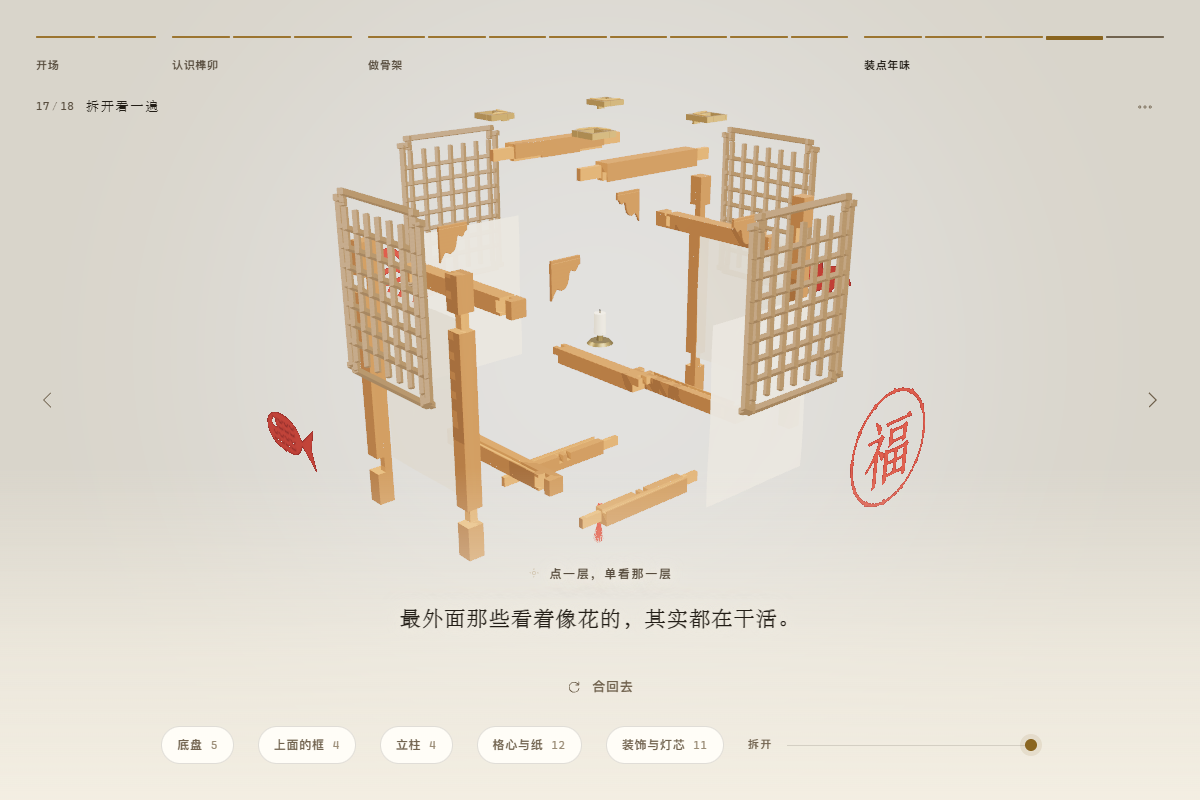 开场
认识榫卯
做骨架
装点年味
17 / 18 拆开看一遍
福
点一层，单看那一层
最外面那些看着像花的，其实都在干活。
合回去
底盘 5
上面的框 4
立柱 4
格心与纸 12
装饰与灯芯 11
拆开